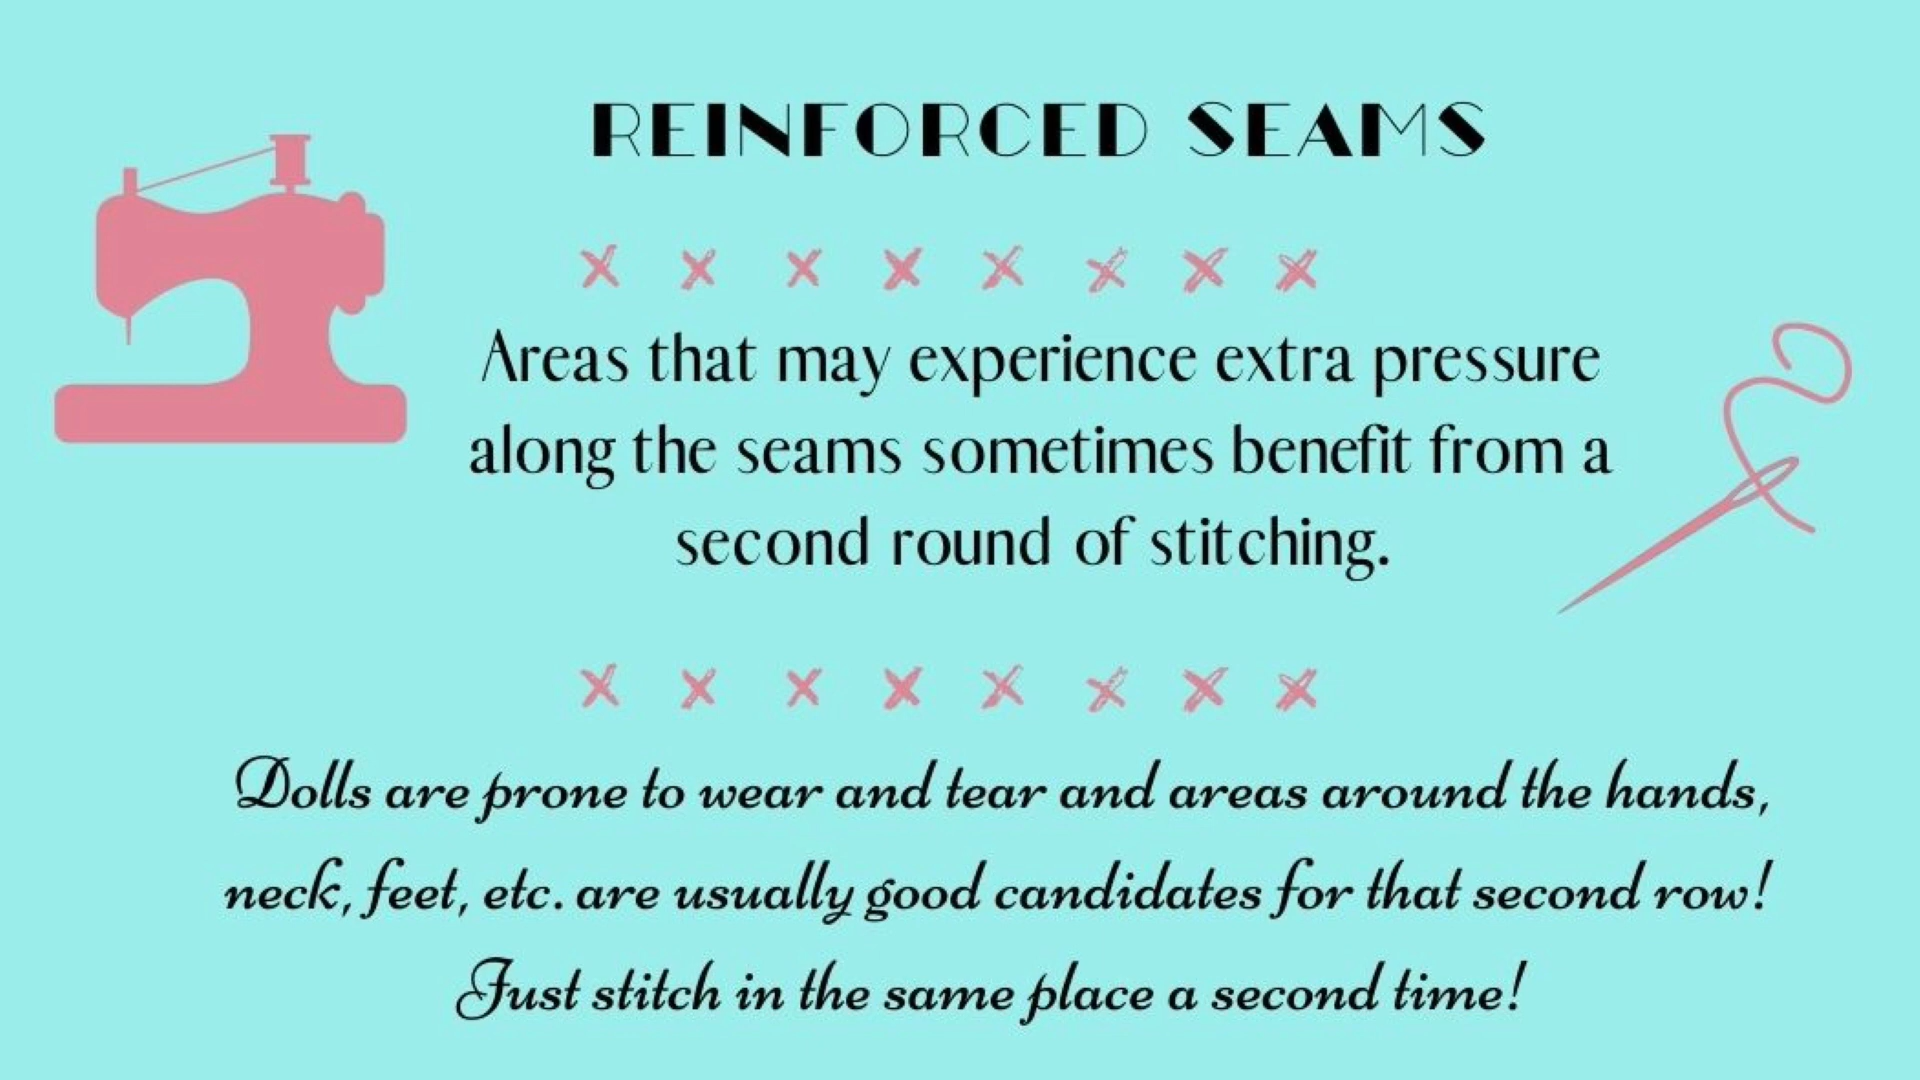 REINFORCED SEAMS
Areas that may experience extra pressure
along the seams sometimes benefit from a
second round of stitching.
Dolls are prone to wear and tear and areas around the hands,
neck, feet, etc. are usually good candidates for that second row!
Just stitch in the same place a second time!